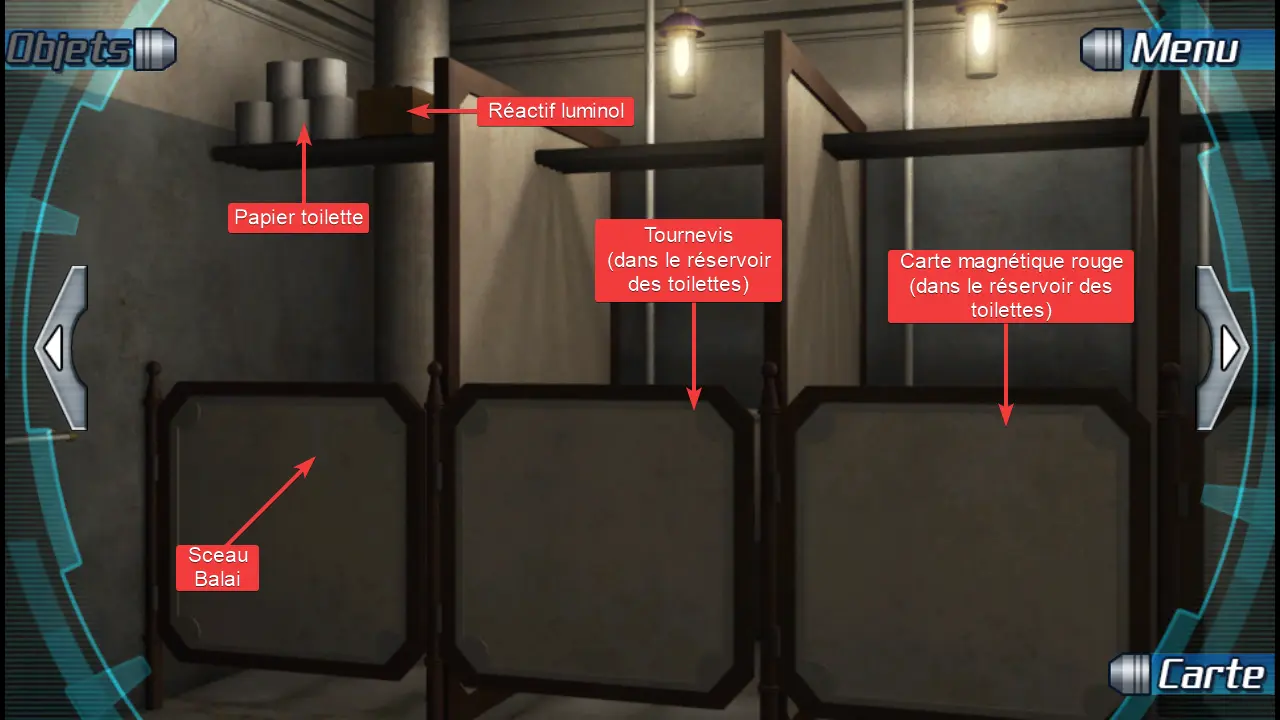 Objets
Menu
Réactif luminol
Papier toilette
Tournevis
(dans le réservoir
des toilettes)
Carte magnétique rouge
(dans le réservoir des
toilettes)
Sceau
Balai
Carte